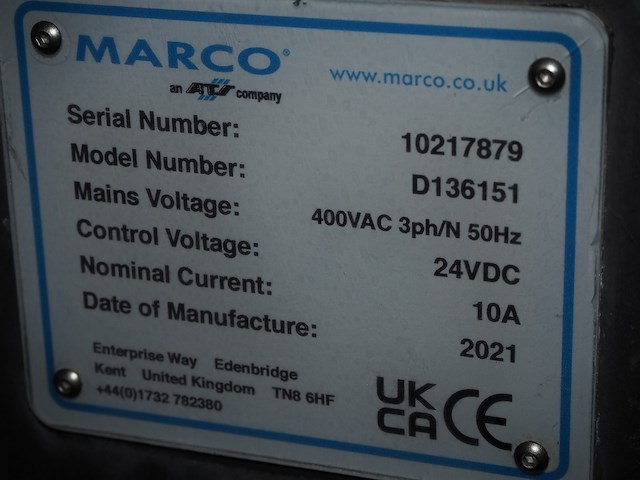 MARCO®
an ATS company
www.marco.co.uk
Serial Number: 10217879
Model Number: D136151
Mains Voltage: 400VAC 3ph/N 50Hz
Control Voltage: 24VDC
Nominal Current: 10A
Date of Manufacture: 2021
Enterprise Way Edenbridge
Kent United Kingdom TN8 6HF
+44(0)1732 782380
UK
CA CE